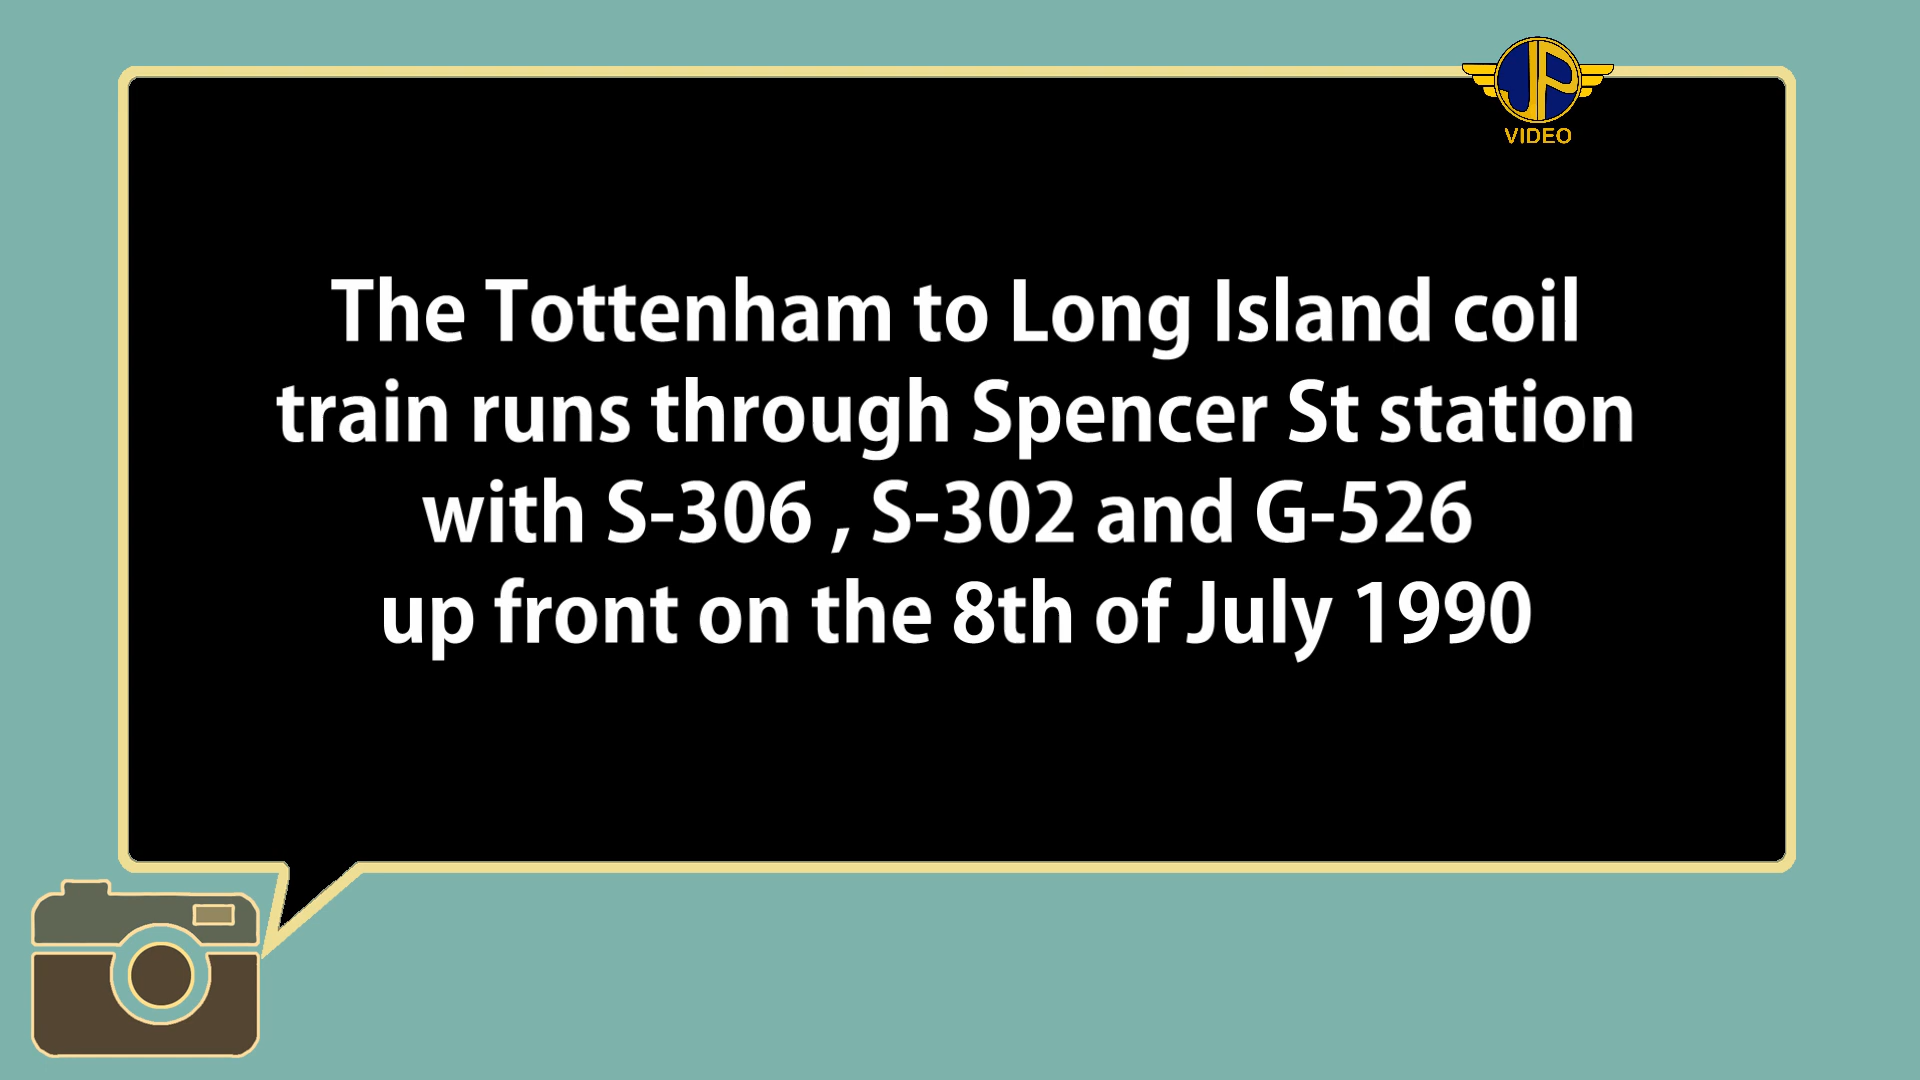 JP
VIDEO
The Tottenham to Long Island coil
train runs through Spencer St station
with S-306 , S-302 and G-526
up front on the 8th of July 1990